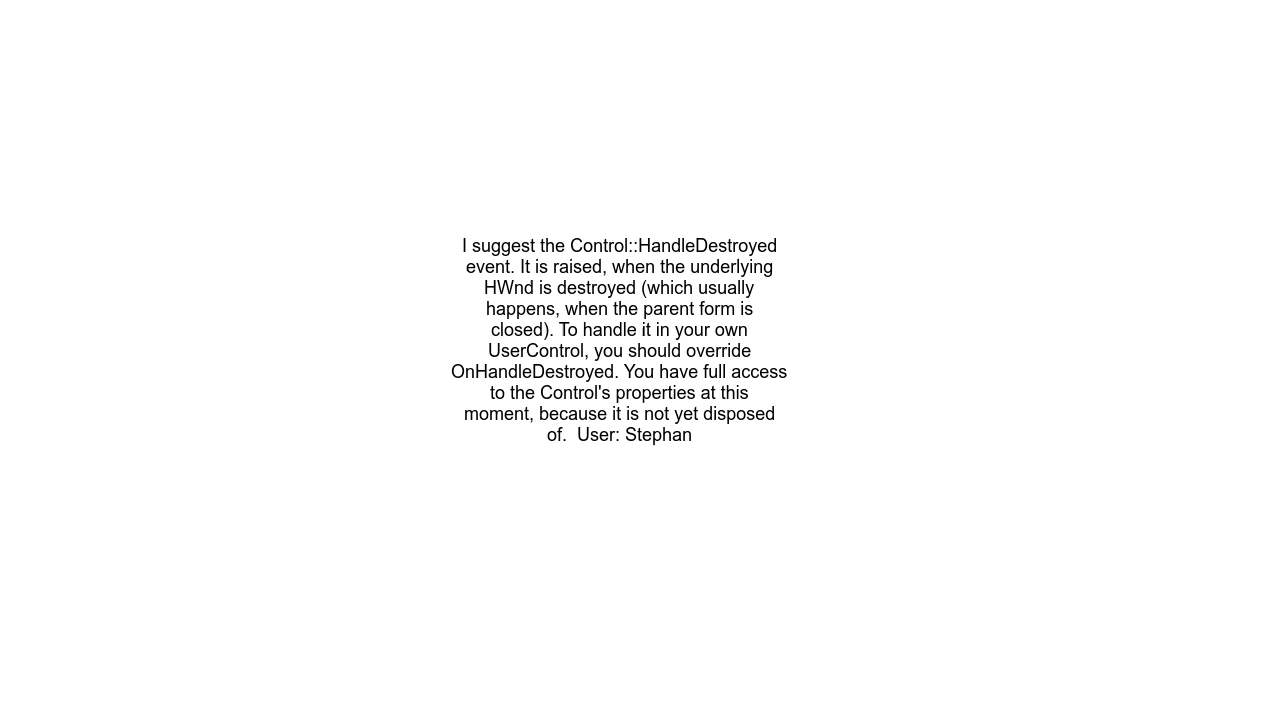 I suggest the Control::HandleDestroyed
event. It is raised, when the underlying
HWnd is destroyed (which usually
happens, when the parent form is
closed). To handle it in your own
UserControl, you should override
OnHandleDestroyed. You have full access
to the Control's properties at this
moment, because it is not yet disposed
of.  User: Stephan